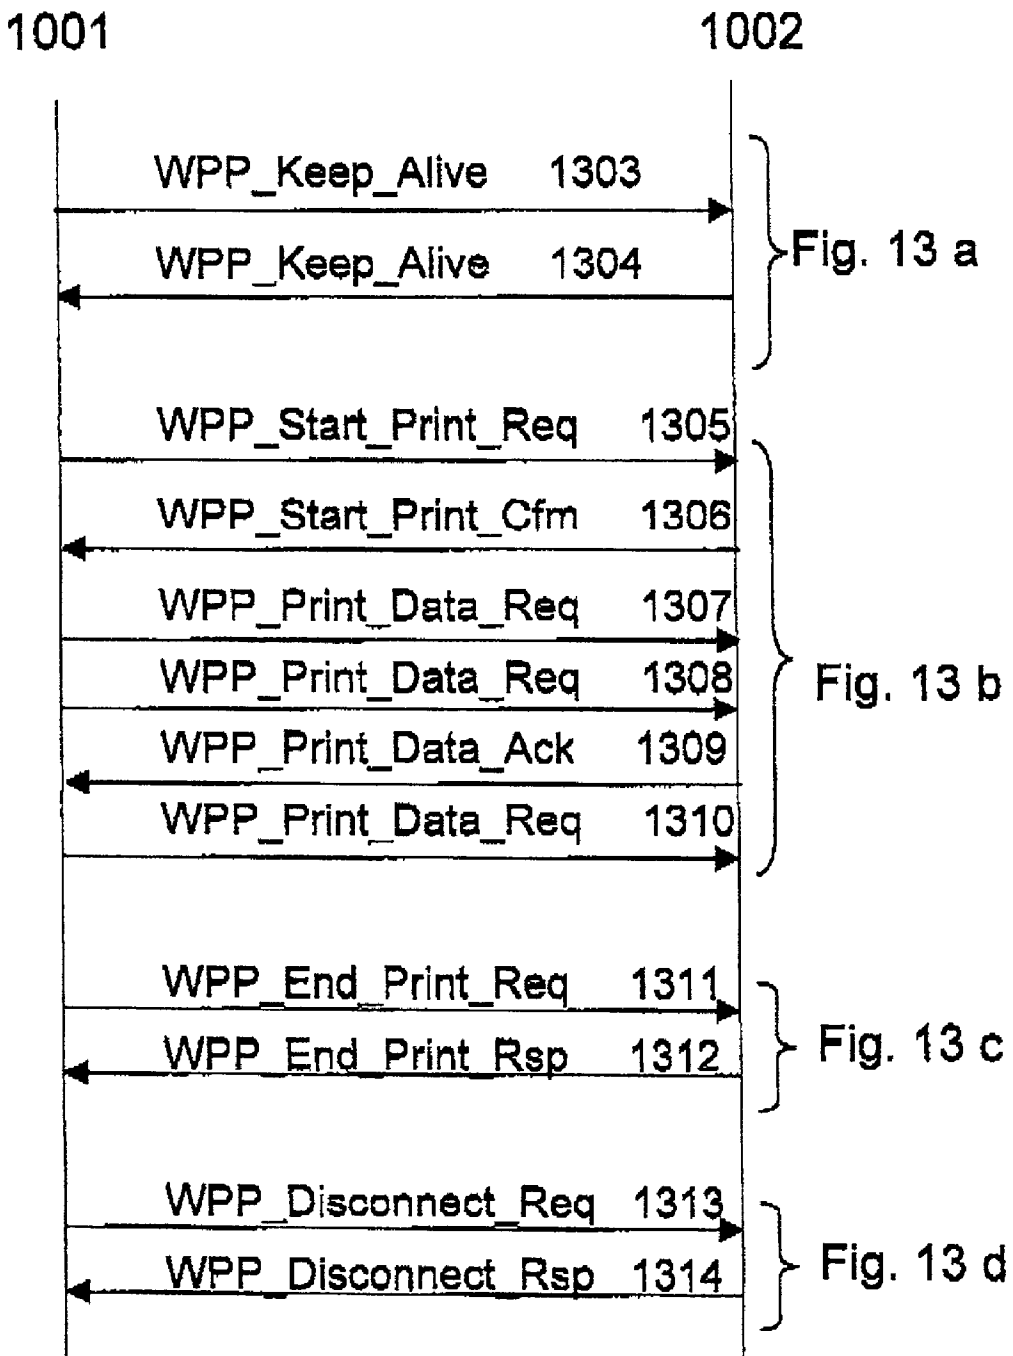 1001 1002
WPP_Keep_Alive 1303
WPP_Keep_Alive 1304
Fig. 13 a
WPP_Start_Print_Req 1305
WPP_Start_Print_Cfm 1306
WPP_Print_Data_Req 1307
WPP_Print_Data_Req 1308
Fig. 13 b
WPP_Print_Data_Ack 1309
WPP_Print_Data_Req 1310
WPP_End_Print_Req 1311
WPP_End_Print_Rsp 1312
Fig. 13 c
WPP_Disconnect_Req 1313
WPP_Disconnect_Rsp 1314
Fig. 13 d